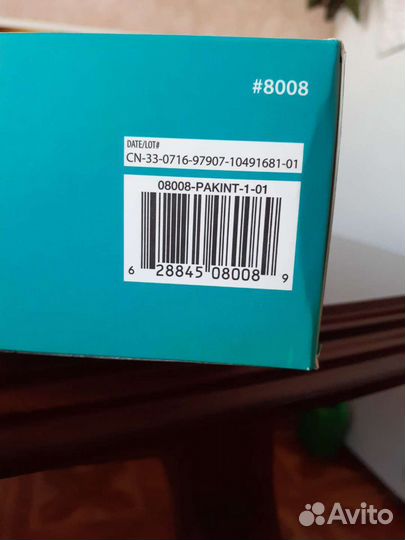 #8008
DATE/LOT#
CN-33-0716-97907-10491681-01
08008-PAKINT-1-01
6 28845 08008 9
Avito